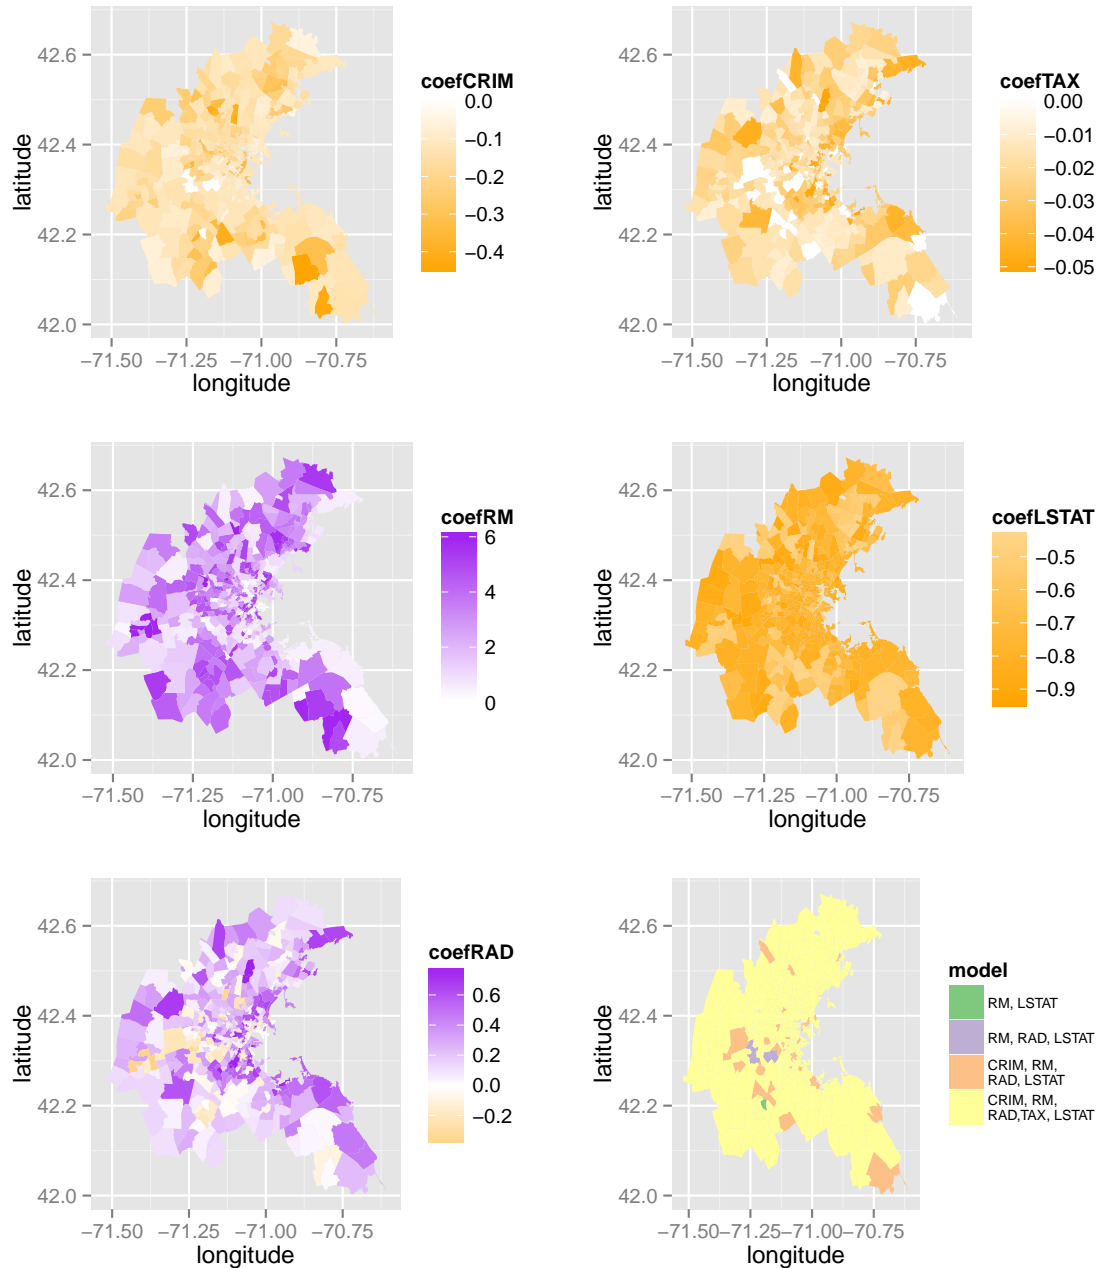 42.6
42.4
42.2
42.0
latitude
−71.50 −71.25 −71.00 −70.75
longitude
coefCRIM
0.0
−0.1
−0.2
−0.3
−0.4
42.6
42.4
42.2
42.0
latitude
−71.50 −71.25 −71.00 −70.75
longitude
coefTAX
0.00
−0.01
−0.02
−0.03
−0.04
−0.05
42.6
42.4
42.2
42.0
latitude
−71.50 −71.25 −71.00 −70.75
longitude
coefRM
6
4
2
0
42.6
42.4
42.2
42.0
latitude
−71.50 −71.25 −71.00 −70.75
longitude
coefLSTAT
−0.5
−0.6
−0.7
−0.8
−0.9
42.6
42.4
42.2
42.0
latitude
−71.50 −71.25 −71.00 −70.75
longitude
coefRAD
0.6
0.4
0.2
0.0
−0.2
42.6
42.4
42.2
42.0
latitude
−71.50−71.25−71.00−70.75
longitude
model
RM, LSTAT
RM, RAD, LSTAT
CRIM, RM,
RAD, LSTAT
CRIM, RM,
RAD,TAX, LSTAT